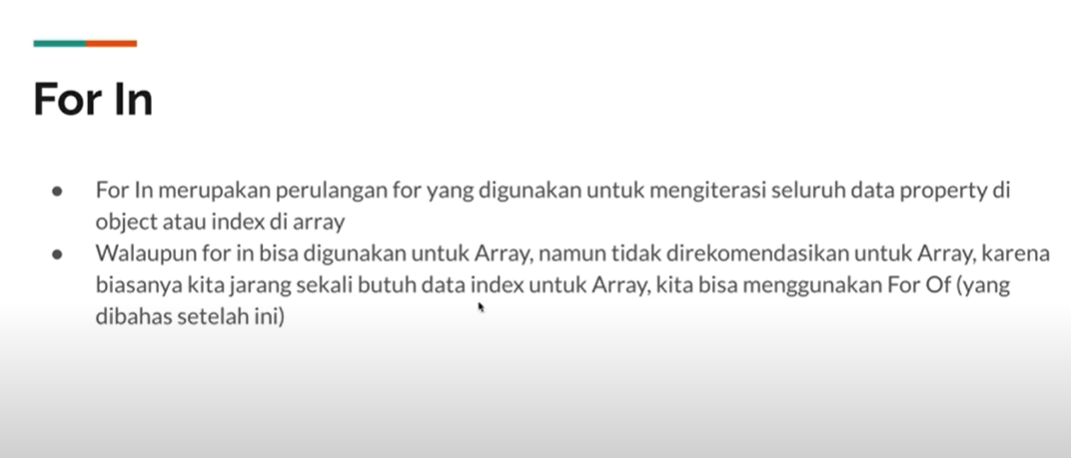 For In
● For In merupakan perulangan for yang digunakan untuk mengiterasi seluruh data property di
object atau index di array
● Walaupun for in bisa digunakan untuk Array, namun tidak direkomendasikan untuk Array, karena
biasanya kita jarang sekali butuh data index untuk Array, kita bisa menggunakan For Of (yang
dibahas setelah ini)